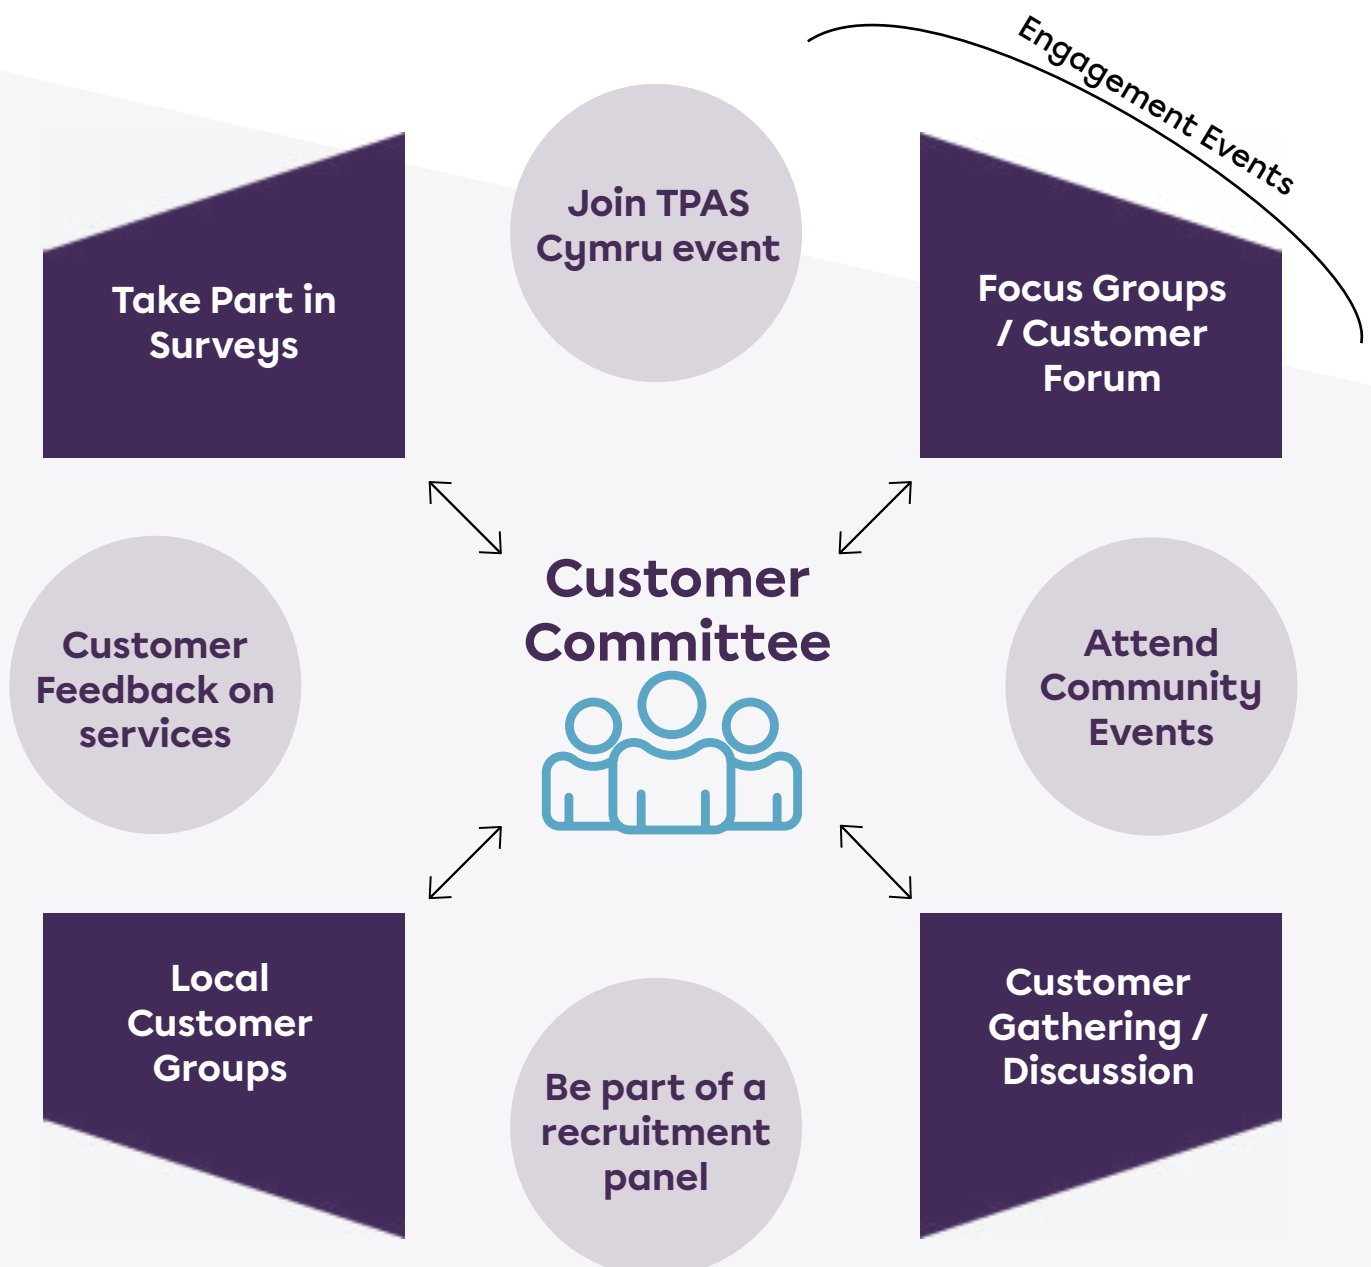 Engagement Events
Join TPAS
Cymru event
Take Part in
Surveys
Focus Groups
/ Customer
Forum
Customer
Committee
Customer
Feedback on
services
Attend
Community
Events
Local
Customer
Groups
Be part of a
recruitment
panel
Customer
Gathering /
Discussion